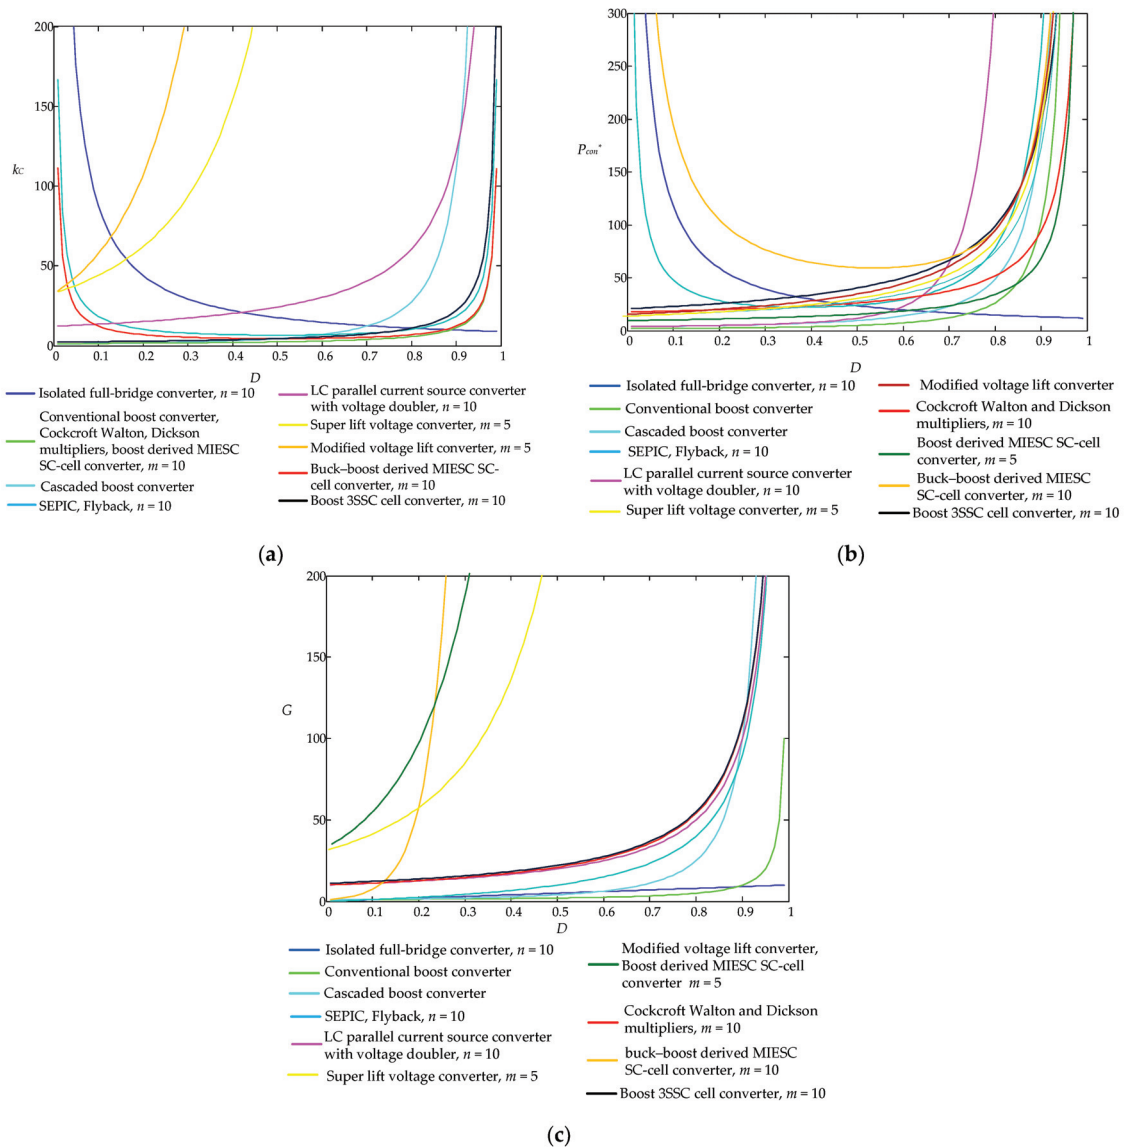 200
150
100
50
0
k_C
0.1 0.2 0.3 0.4 0.5 0.6 0.7 0.8 0.9 1
D
Isolated full-bridge converter, n = 10
Conventional boost converter,
Cockcroft Walton, Dickson
multipliers, boost derived MIESC
SC-cell converter, m = 10
Cascaded boost converter
SEPIC, Flyback, n = 10
LC parallel current source converter
with voltage doubler, n = 10
Super lift voltage converter, m = 5
Modified voltage lift converter, m = 5
Buck–boost derived MIESC SC-
cell converter, m = 10
Boost 3SSC cell converter, m = 10
(a)
300
250
200
150
100
50
0
P_con*
0 0.1 0.2 0.3 0.4 0.5 0.6 0.7 0.8 0.9 1
D
Isolated full-bridge converter, n = 10
Conventional boost converter
Cascaded boost converter
SEPIC, Flyback, n = 10
LC parallel current source converter
with voltage doubler, n = 10
Super lift voltage converter, m = 5
Modified voltage lift converter
Cockcroft Walton and Dickson
multipliers, m = 10
Boost derived MIESC SC-cell
converter, m = 5
Buck–boost derived MIESC
SC-cell converter, m = 10
Boost 3SSC cell converter, m = 10
(b)
200
150
100
50
0
G
0.1 0.2 0.3 0.4 0.5 0.6 0.7 0.8 0.9 1
D
Isolated full-bridge converter, n = 10
Conventional boost converter
Cascaded boost converter
SEPIC, Flyback, n = 10
LC parallel current source converter
with voltage doubler, n = 10
Super lift voltage converter, m = 5
Modified voltage lift converter,
Boost derived MIESC SC-cell
converter m = 5
Cockcroft Walton and Dickson
multipliers, m = 10
buck–boost derived MIESC
SC-cell converter, m = 10
Boost 3SSC cell converter, m = 10
(c)